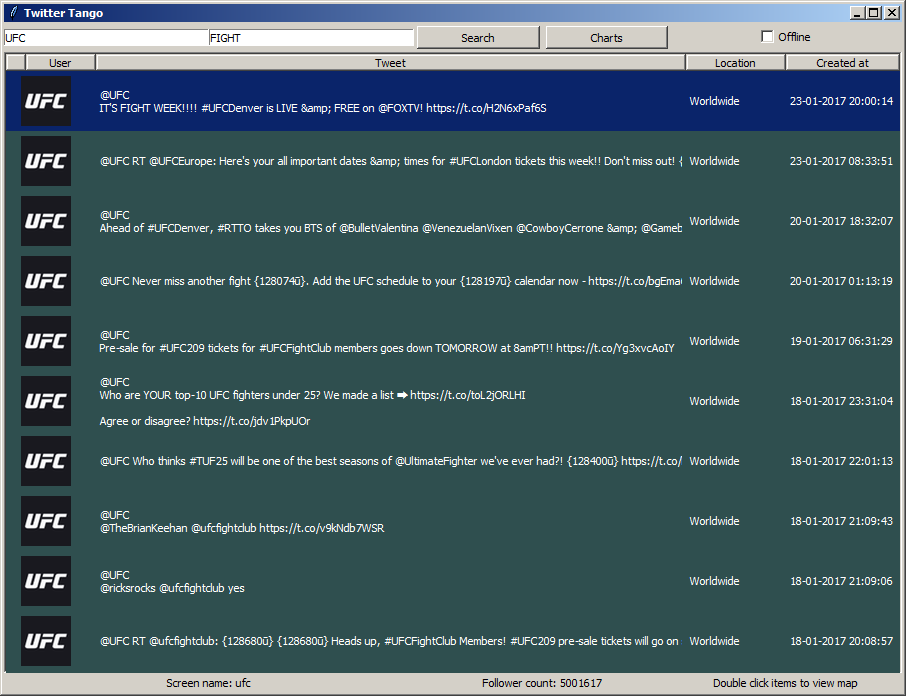 Twitter Tango
UFC FIGHT Search Charts Offline
User Tweet Location Created at
UFC
@UFC
IT'S FIGHT WEEK!!!! #UFCDenver is LIVE &amp; FREE on @FOXTV! https://t.co/H2N6xPaf6S
Worldwide 23-01-2017 20:00:14
UFC
@UFC RT @UFCEurope: Here's your all important dates &amp; times for #UFCLondon tickets this week!! Don't miss out! {
Worldwide 23-01-2017 08:33:51
UFC
@UFC
Ahead of #UFCDenver, #RTTO takes you BTS of @BulletValentina @VenezuelanVixen @CowboyCerrone &amp; @Gameb
Worldwide 20-01-2017 18:32:07
UFC
@UFC Never miss another fight {128074ū}. Add the UFC schedule to your {128197ū} calendar now - https://t.co/bgEma
Worldwide 20-01-2017 01:13:19
UFC
@UFC
Pre-sale for #UFC209 tickets for #UFCFightClub members goes down TOMORROW at 8amPT!! https://t.co/Yg3xvcAoIY
Worldwide 19-01-2017 06:31:29
UFC
@UFC
Who are YOUR top-10 UFC fighters under 25? We made a list ➡ https://t.co/toL2jORLHI
Agree or disagree? https://t.co/jdv1PkpUOr
Worldwide 18-01-2017 23:31:04
UFC
@UFC Who thinks #TUF25 will be one of the best seasons of @UltimateFighter we've ever had?! {128400ū} https://t.co/
Worldwide 18-01-2017 22:01:13
UFC
@UFC
@TheBrianKeehan @ufcfightclub https://t.co/v9kNdb7WSR
Worldwide 18-01-2017 21:09:43
UFC
@UFC
@ricksrocks @ufcfightclub yes
Worldwide 18-01-2017 21:09:06
UFC
@UFC RT @ufcfightclub: {128680ū} {128680ū} Heads up, #UFCFightClub Members! #UFC209 pre-sale tickets will go on
Worldwide 18-01-2017 20:08:57
Screen name: ufc Follower count: 5001617 Double click items to view map